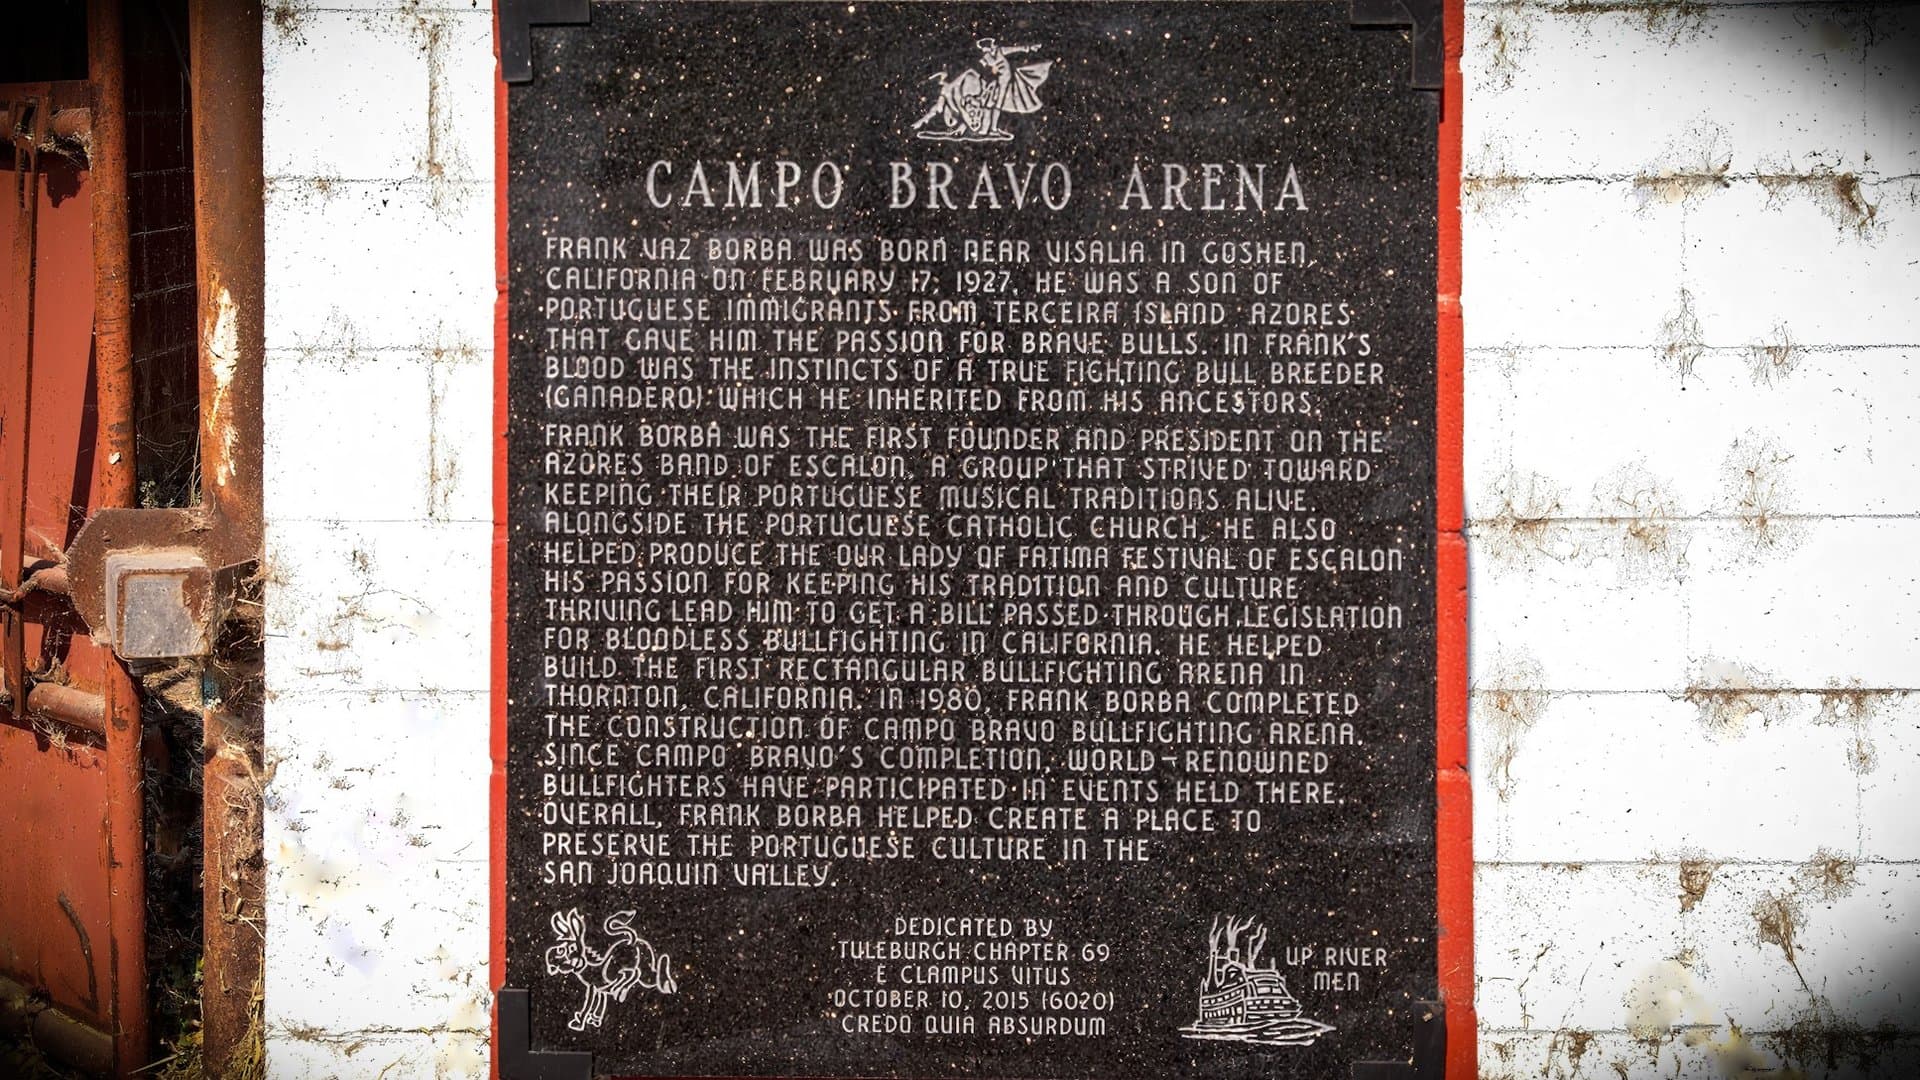 CAMPO BRAVO ARENA
FRANK VAZ BORBA WAS BORN NEAR VISALIA IN GOSHEN,
CALIFORNIA ON FEBRUARY 17, 1927. HE WAS A SON OF
PORTUGUESE IMMIGRANTS FROM TERCEIRA ISLAND AZORES
THAT GAVE HIM THE PASSION FOR BRAVE BULLS. IN FRANK'S
BLOOD WAS THE INSTINCTS OF A TRUE FIGHTING BULL BREEDER
(GANADERO) WHICH HE INHERITED FROM HIS ANCESTORS.
FRANK BORBA WAS THE FIRST FOUNDER AND PRESIDENT ON THE
AZORES BAND OF ESCALON, A GROUP THAT STRIVED TOWARD
KEEPING THEIR PORTUGUESE MUSICAL TRADITIONS ALIVE.
ALONGSIDE THE PORTUGUESE CATHOLIC CHURCH, HE ALSO
HELPED PRODUCE THE OUR LADY OF FATIMA FESTIVAL OF ESCALON
HIS PASSION FOR KEEPING HIS TRADITION AND CULTURE
THRIVING LEAD HIM TO GET A BILL PASSED THROUGH LEGISLATION
FOR BLOODLESS BULLFIGHTING IN CALIFORNIA. HE HELPED
BUILD THE FIRST RECTANGULAR BULLFIGHTING ARENA IN
THORNTON, CALIFORNIA. IN 1980, FRANK BORBA COMPLETED
THE CONSTRUCTION OF CAMPO BRAVO BULLFIGHTING ARENA.
SINCE CAMPO BRAVO'S COMPLETION, WORLD-RENOWNED
BULLFIGHTERS HAVE PARTICIPATED IN EVENTS HELD THERE.
OVERALL, FRANK BORBA HELPED CREATE A PLACE TO
PRESERVE THE PORTUGUESE CULTURE IN THE
SAN JOAQUIN VALLEY.
DEDICATED BY
TULEBURGH CHAPTER 69
E CLAMPUS VITUS
OCTOBER 10, 2015 (6020)
CREDO QUIA ABSURDUM
UP RIVER
MEN